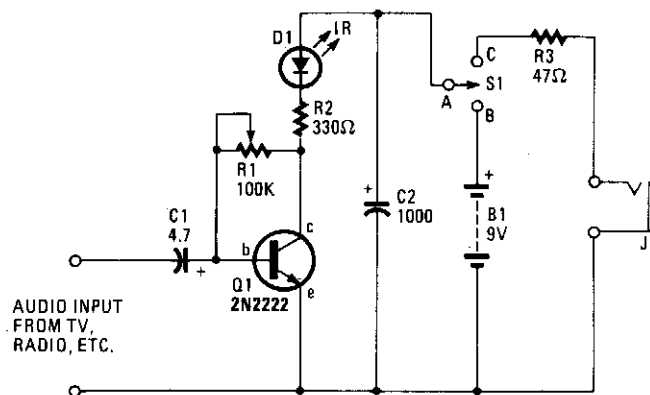 D1
IR
R2
330Ω
R1
100K
C1
4.7
+
b
c
e
Q1
2N2222
AUDIO INPUT
FROM TV,
RADIO, ETC.
+
C2
1000
C
S1
A
B
R3
47Ω
+
B1
9V
J